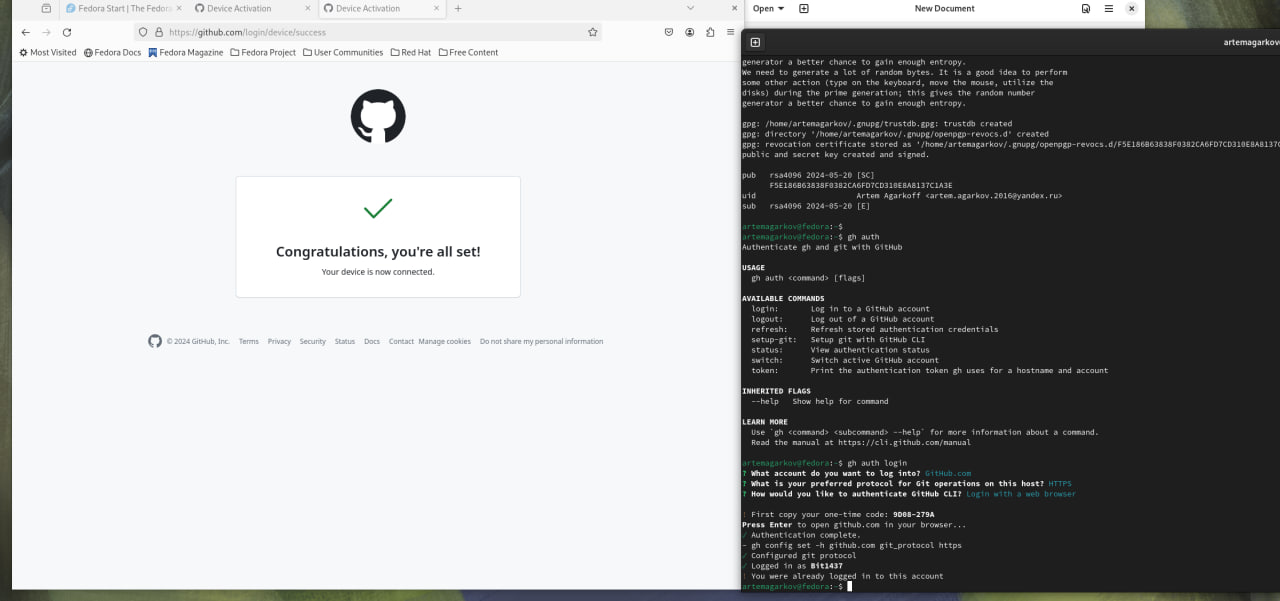 Fedora Start | The Fedora
Device Activation
Device Activation
https://github.com/login/device/success
Most Visited
Fedora Docs
Fedora Magazine
Fedora Project
User Communities
Red Hat
Free Content
Congratulations, you're all set!
Your device is now connected.
© 2024 GitHub, Inc.
Terms
Privacy
Security
Status
Docs
Contact
Manage cookies
Do not share my personal information
Open
New Document
artemagarkov
generator a better chance to gain enough entropy.
We need to generate a lot of random bytes. It is a good idea to perform
some other action (type on the keyboard, move the mouse, utilize the
disks) during the prime generation; this gives the random number
generator a better chance to gain enough entropy.
gpg: /home/artemagarkov/.gnupg/trustdb.gpg: trustdb created
gpg: directory '/home/artemagarkov/.gnupg/openpgp-revocs.d' created
gpg: revocation certificate stored as '/home/artemagarkov/.gnupg/openpgp-revocs.d/F5E186B63838F0382CA6FD7CD310E8A8137C
public and secret key created and signed.
pub   rsa4096 2024-05-20 [SC]
      F5E186B63838F0382CA6FD7CD310E8A8137C1A3E
uid                      Artem Agarkoff <artem.agarkov.2016@yandex.ru>
sub   rsa4096 2024-05-20 [E]
artemagarkov@fedora:~$
artemagarkov@fedora:~$ gh auth
Authenticate gh and git with GitHub
USAGE
  gh auth <command> [flags]
AVAILABLE COMMANDS
  login:      Log in to a GitHub account
  logout:     Log out of a GitHub account
  refresh:    Refresh stored authentication credentials
  setup-git:  Setup git with GitHub CLI
  status:     View authentication status
  switch:     Switch active GitHub account
  token:      Print the authentication token gh uses for a hostname and account
INHERITED FLAGS
  --help   Show help for command
LEARN MORE
  Use `gh <command> <subcommand> --help` for more information about a command.
  Read the manual at https://cli.github.com/manual
artemagarkov@fedora:~$ gh auth login
? What account do you want to log into? GitHub.com
? What is your preferred protocol for Git operations on this host? HTTPS
? How would you like to authenticate GitHub CLI? Login with a web browser
! First copy your one-time code: 9D08-279A
Press Enter to open github.com in your browser...
✓ Authentication complete.
- gh config set -h github.com git_protocol https
✓ Configured git protocol
✓ Logged in as Bit1437
! You were already logged in to this account
artemagarkov@fedora:~$